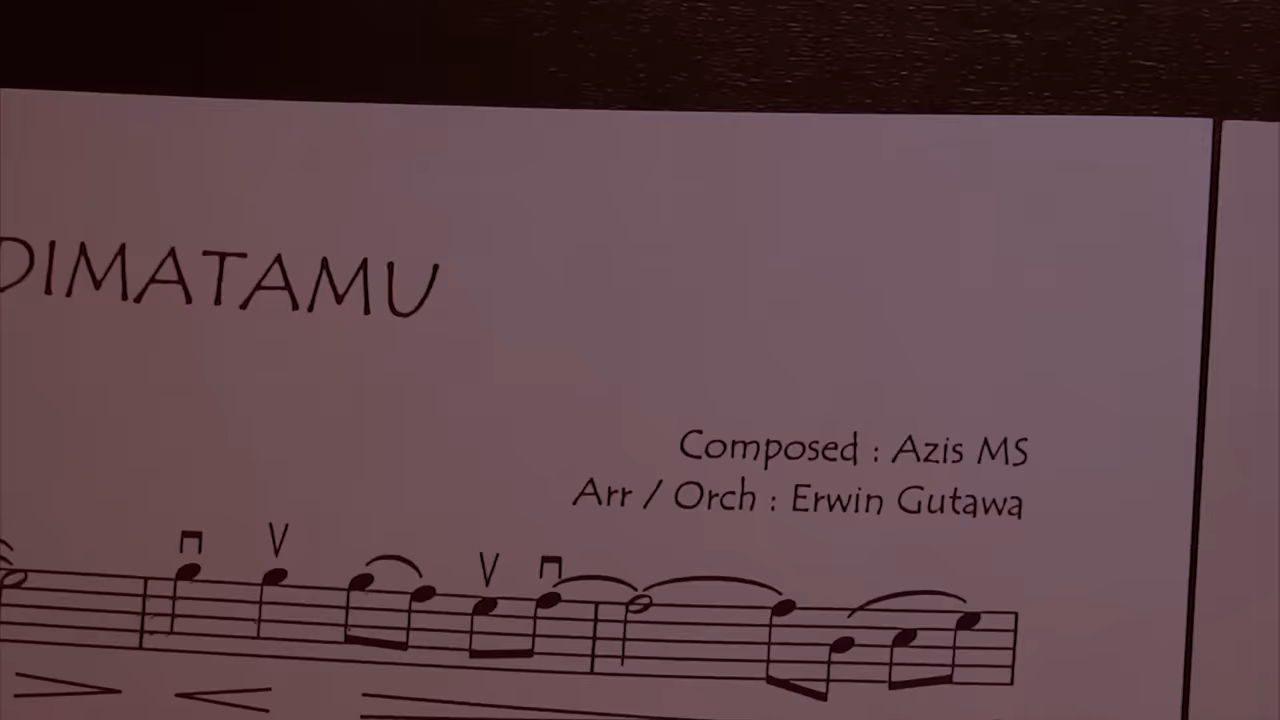 DIMATAMU
Composed : Azis MS
Arr / Orch : Erwin Gutawa